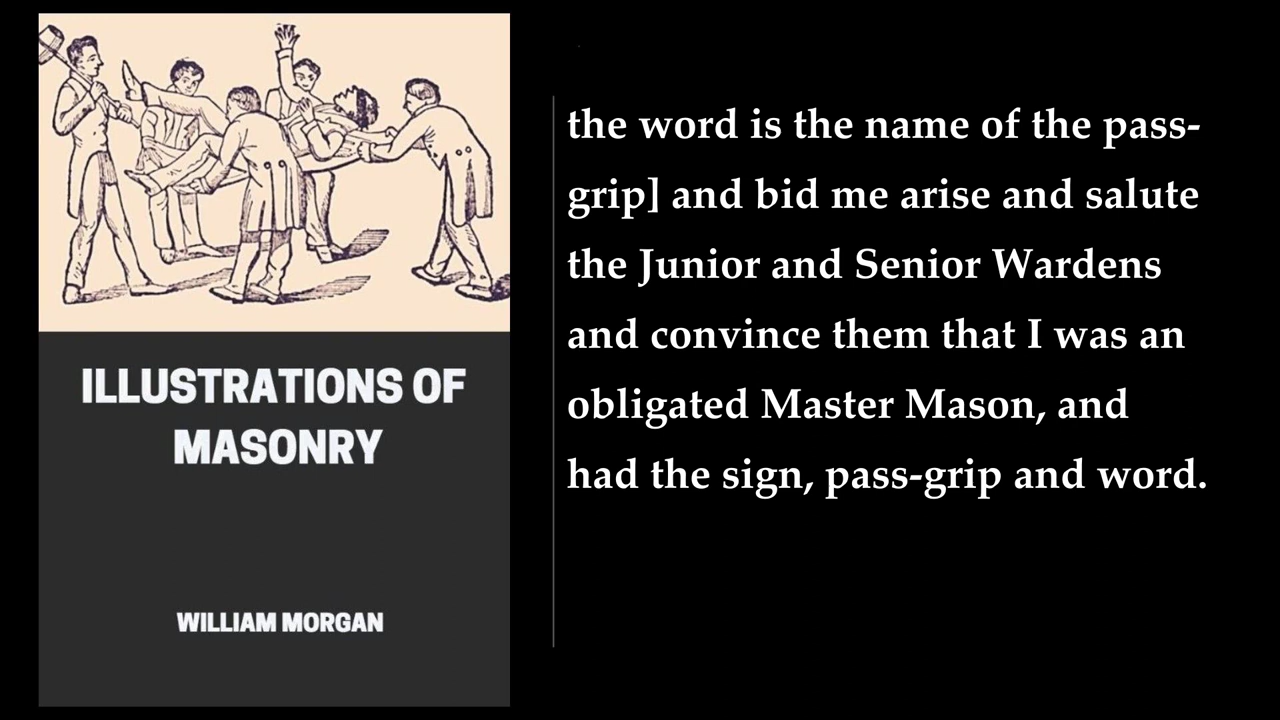 ILLUSTRATIONS OF
MASONRY
WILLIAM MORGAN
the word is the name of the pass-
grip] and bid me arise and salute
the Junior and Senior Wardens
and convince them that I was an
obligated Master Mason, and
had the sign, pass-grip and word.